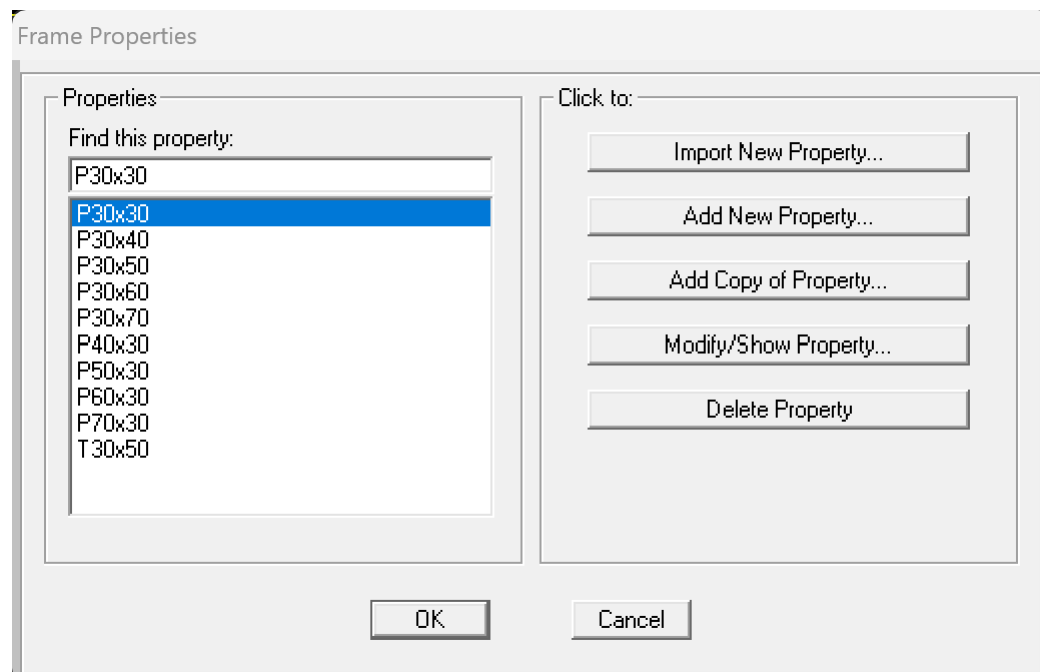 Frame Properties
Properties
Find this property:
P30x30
P30x30
P30x40
P30x50
P30x60
P30x70
P40x30
P50x30
P60x30
P70x30
T30x50
Click to:
Import New Property...
Add New Property...
Add Copy of Property...
Modify/Show Property...
Delete Property
OK
Cancel